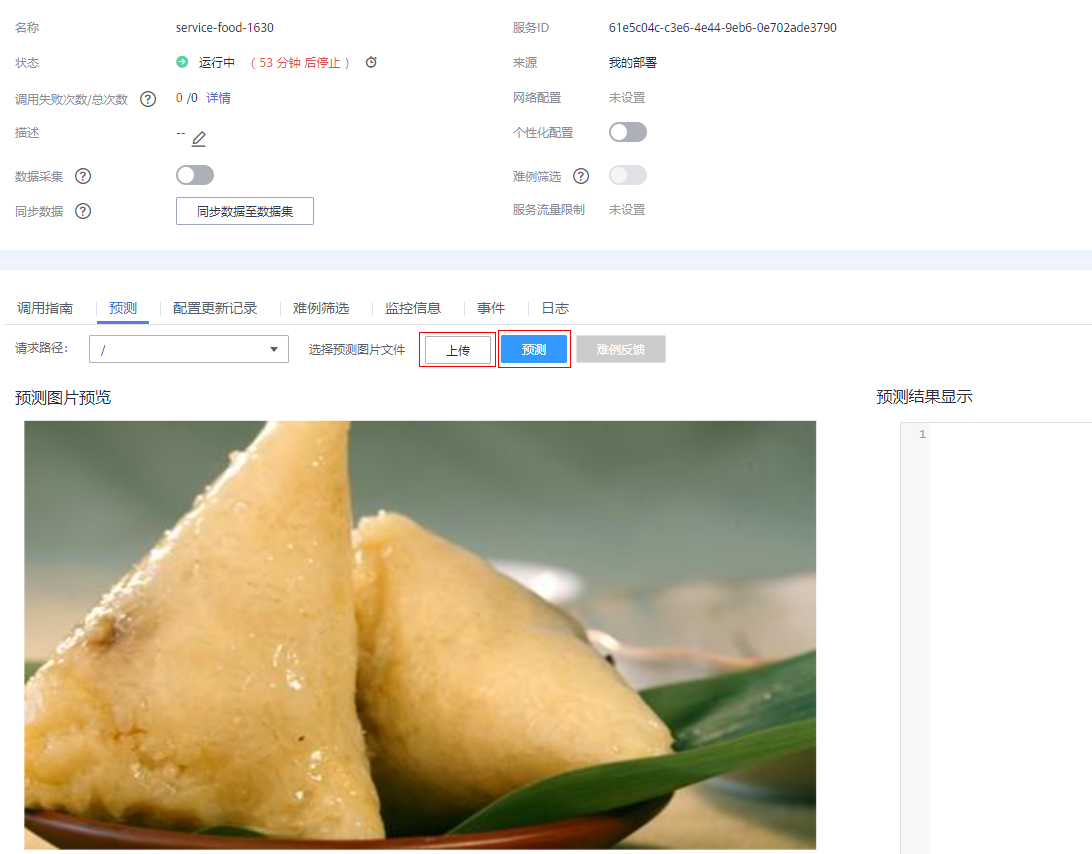 名称 service-food-1630 服务ID 61e5c04c-c3e6-4e44-9eb6-0e702ade3790
状态 运行中 （ 53 分钟 后停止 ） 来源 我的部署
调用失败次数/总次数 ? 0 /0 详情 网络配置 未设置
描述 -- 个性化配置
数据采集 ? 难例筛选 ?
同步数据 ? 同步数据至数据集 服务流量限制 未设置
调用指南 预测 配置更新记录 难例筛选 监控信息 事件 日志
请求路径： / 选择预测图片文件 上传 预测 难例反馈
预测图片预览 预测结果显示
1